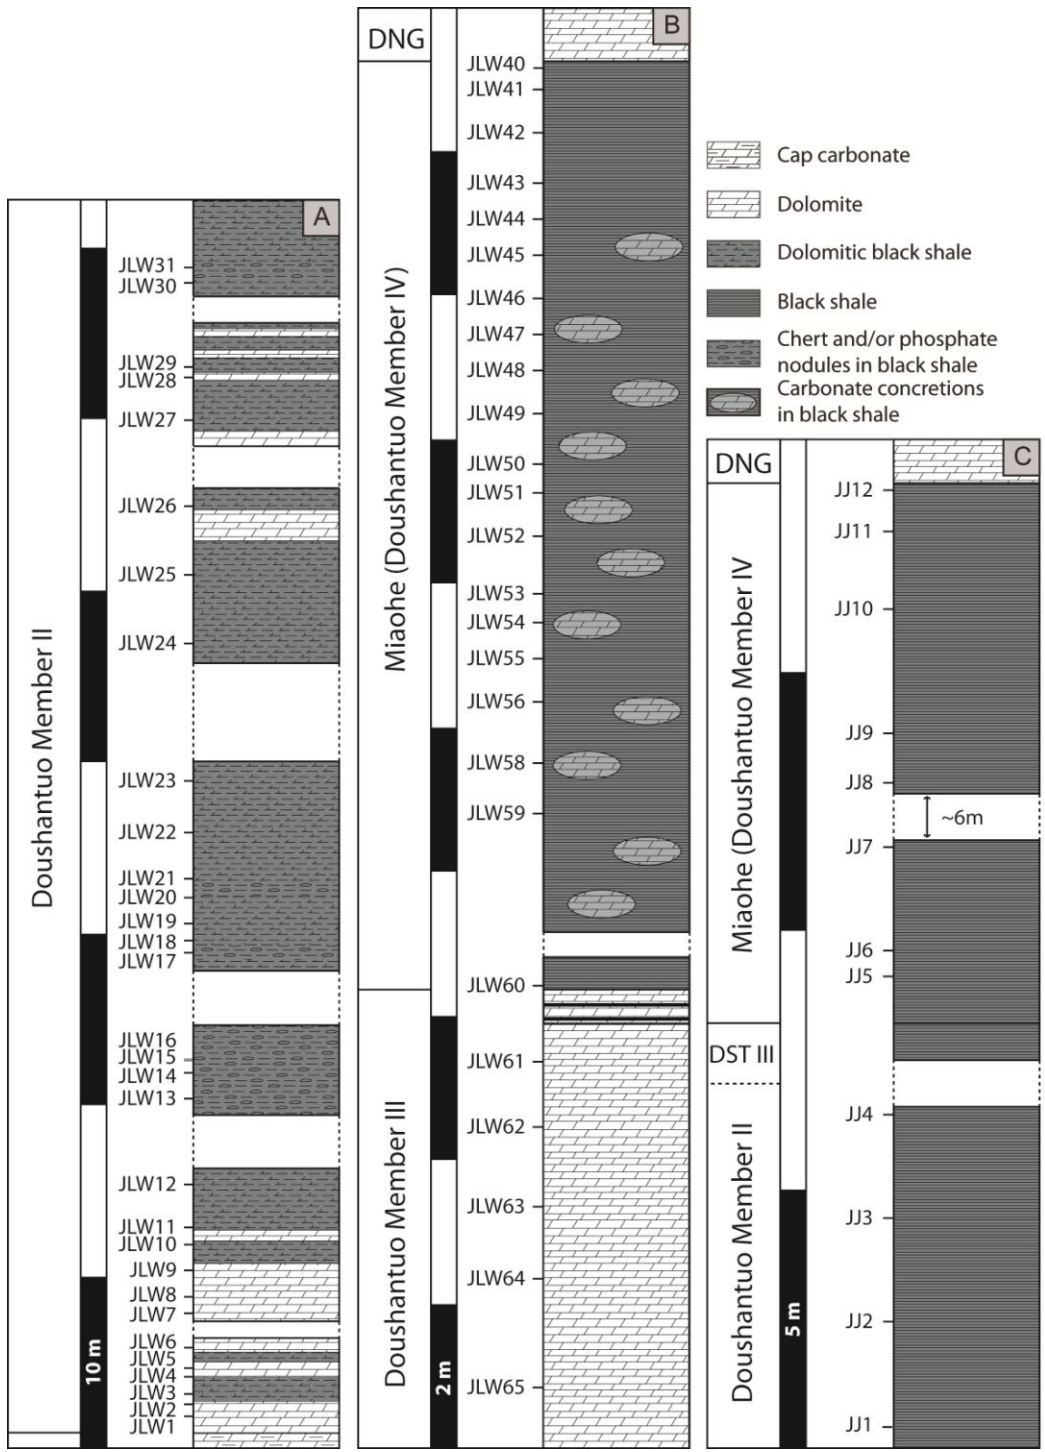 A
Doushantuo Member II
10 m
JLW31
JLW30
JLW29
JLW28
JLW27
JLW26
JLW25
JLW24
JLW23
JLW22
JLW21
JLW20
JLW19
JLW18
JLW17
JLW16
JLW15
JLW14
JLW13
JLW12
JLW11
JLW10
JLW9
JLW8
JLW7
JLW6
JLW5
JLW4
JLW3
JLW2
JLW1
B
DNG
Miaohe (Doushantuo Member IV)
Doushantuo Member III
2 m
JLW40
JLW41
JLW42
JLW43
JLW44
JLW45
JLW46
JLW47
JLW48
JLW49
JLW50
JLW51
JLW52
JLW53
JLW54
JLW55
JLW56
JLW58
JLW59
JLW60
JLW61
JLW62
JLW63
JLW64
JLW65
Cap carbonate
Dolomite
Dolomitic black shale
Black shale
Chert and/or phosphate
nodules in black shale
Carbonate concretions
in black shale
C
DNG
Miaohe (Doushantuo Member IV)
DST III
Doushantuo Member II
5 m
JJ12
JJ11
JJ10
JJ9
JJ8
~6m
JJ7
JJ6
JJ5
JJ4
JJ3
JJ2
JJ1